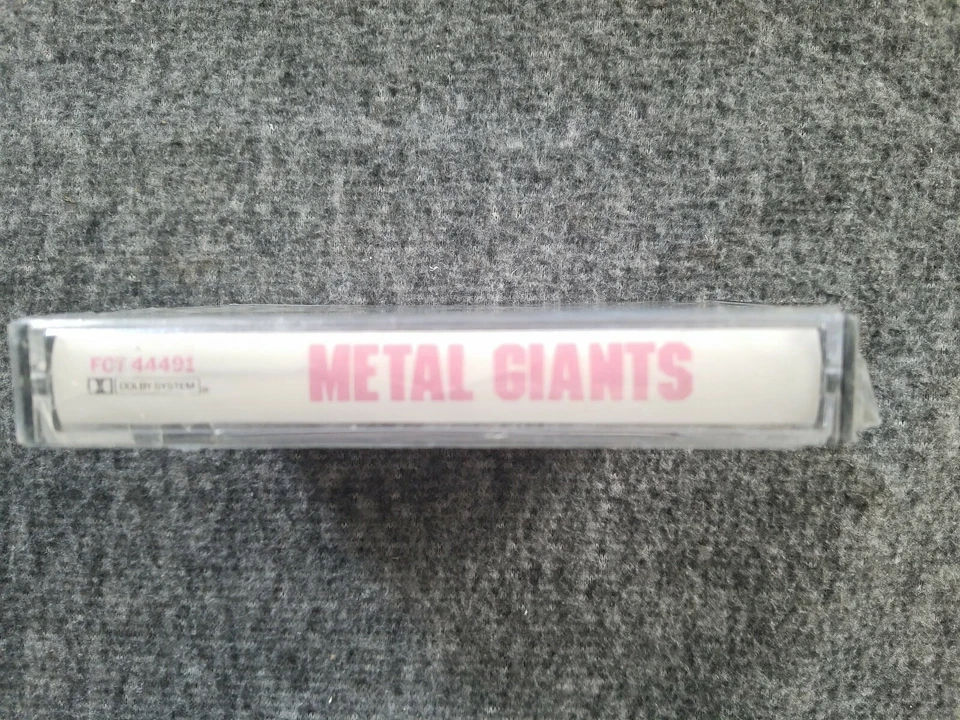 FCT 44491
DOLBY SYSTEM
METAL GIANTS